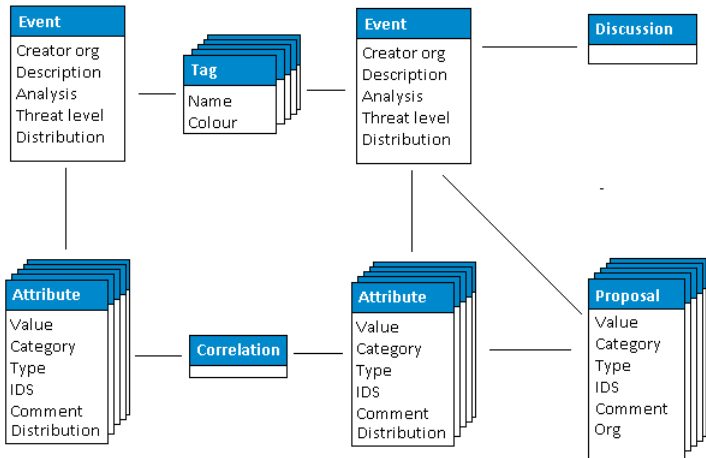 Event
Creator org
Description
Analysis
Threat level
Distribution
Tag
Name
Colour
Event
Creator org
Description
Analysis
Threat level
Distribution
Discussion
Attribute
Value
Category
Type
IDS
Comment
Distribution
Correlation
Attribute
Value
Category
Type
IDS
Comment
Distribution
Proposal
Value
Category
Type
IDS
Comment
Org